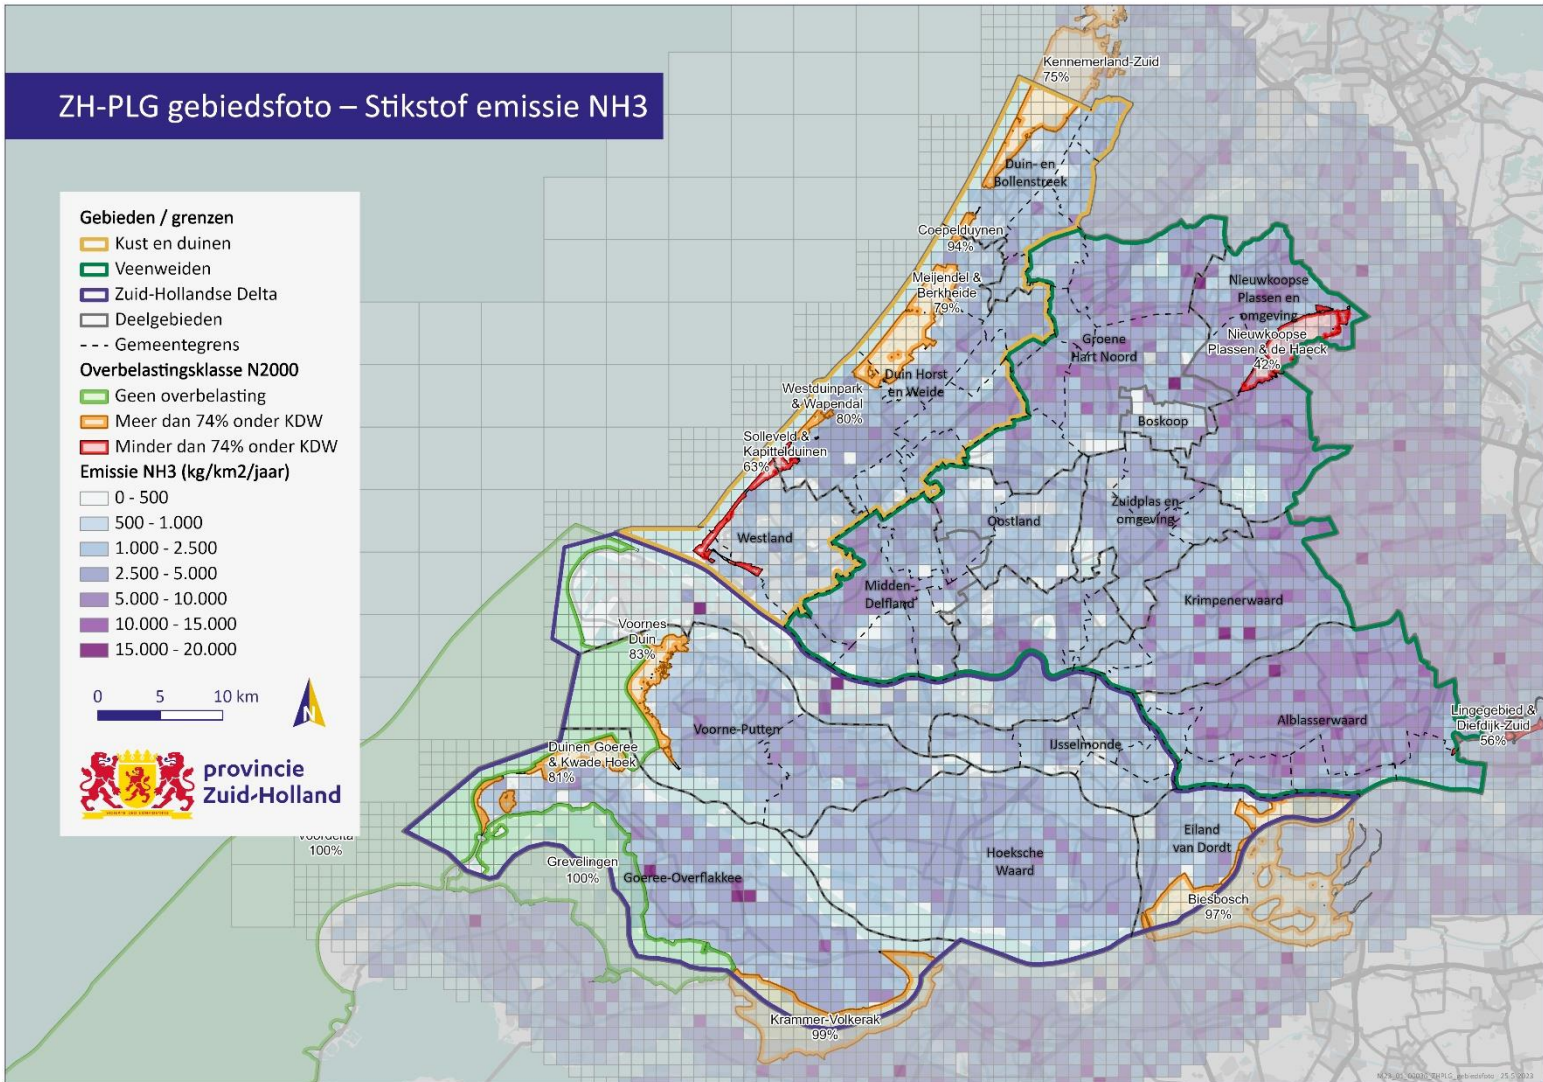 ZH-PLG gebiedsfoto – Stikstof emissie NH3
Gebieden / grenzen
Kust en duinen
Veenweiden
Zuid-Hollandse Delta
Deelgebieden
Gemeentegrens
Overbelastingsklasse N2000
Geen overbelasting
Meer dan 74% onder KDW
Minder dan 74% onder KDW
Emissie NH3 (kg/km2/jaar)
0 - 500
500 - 1.000
1.000 - 2.500
2.500 - 5.000
5.000 - 10.000
10.000 - 15.000
15.000 - 20.000
0 5 10 km
N
provincie
Zuid-Holland
Kennemerland-Zuid
75%
Duin- en
Bollenstreek
Coepelduynen
94%
Meijendel &
Berkheide
79%
Nieuwkoopse
Plassen en
omgeving
Nieuwkoopse
Plassen & de Haeck
42%
Groene
Hart Noord
Duin Horst
en Weide
Westduinpark
& Wapendal
80%
Boskoop
Solleveld &
Kapittelduinen
63%
Zuidplas en
omgeving
Oostland
Westland
Midden-
Delfland
Krimpenerwaard
Voornes
Duin
83%
Lingegebied &
Diefdijk-Zuid
56%
Alblasserwaard
Voorne-Putten
IJsselmonde
Duinen Goeree
& Kwade Hoek
81%
Voordelta
100%
Eiland
van Dordt
Hoeksche
Waard
Grevelingen
100%
Goeree-Overflakkee
Biesbosch
97%
Krammer-Volkerak
99%